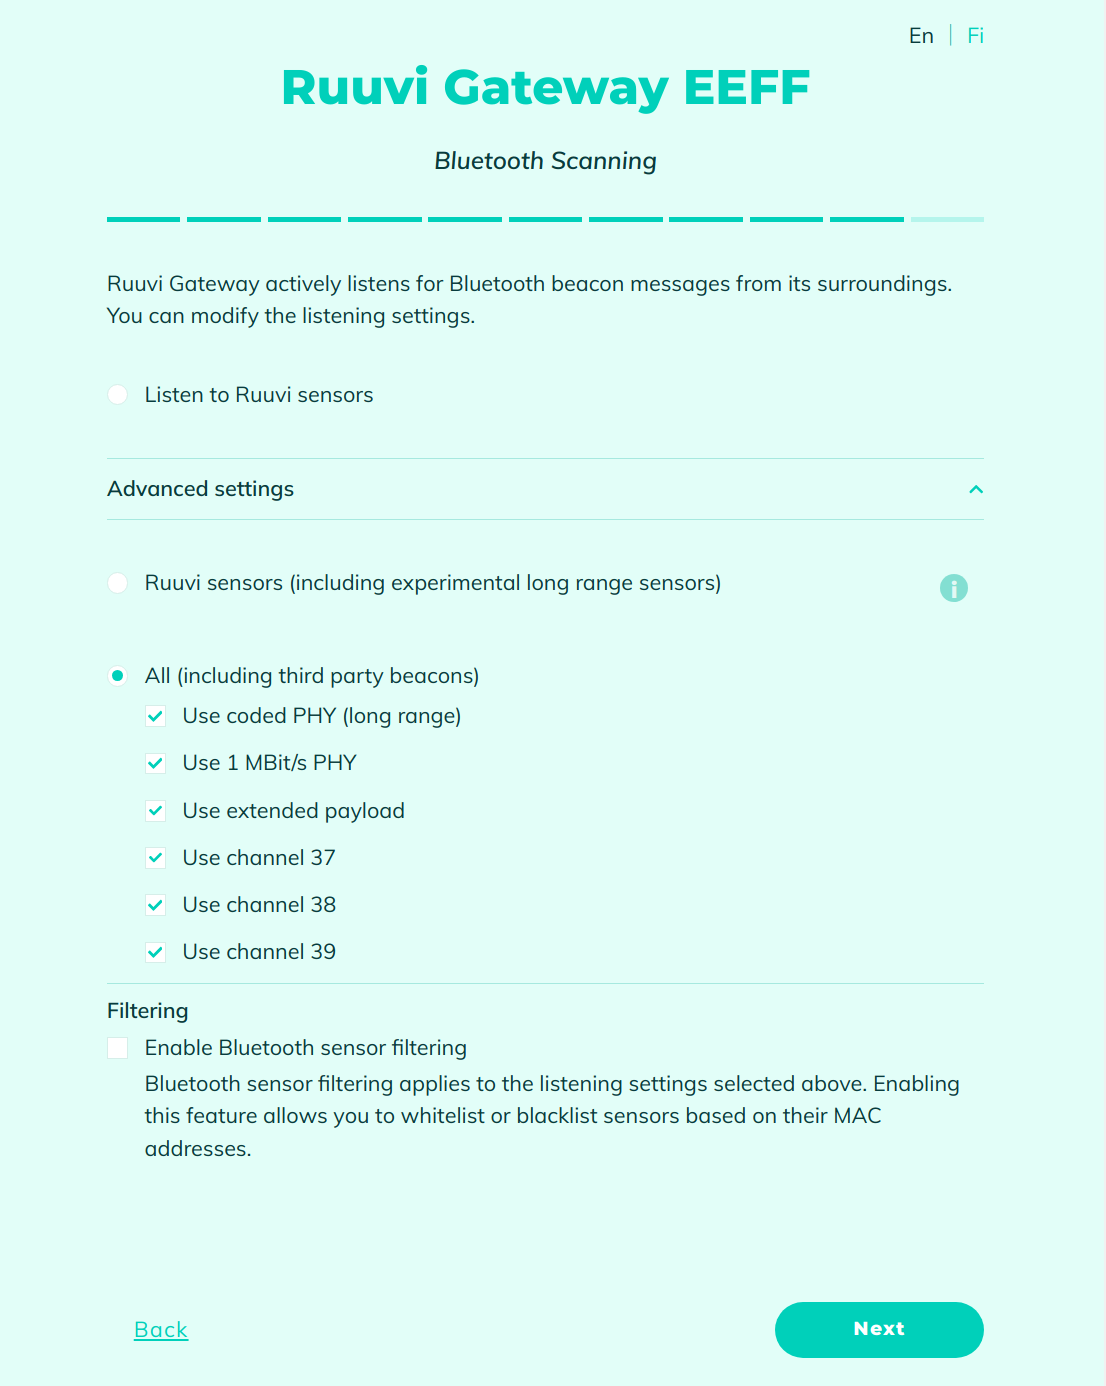 En | Fi
Ruuvi Gateway EEFF
Bluetooth Scanning
Ruuvi Gateway actively listens for Bluetooth beacon messages from its surroundings.
You can modify the listening settings.
Listen to Ruuvi sensors
Advanced settings
Ruuvi sensors (including experimental long range sensors)
All (including third party beacons)
Use coded PHY (long range)
Use 1 MBit/s PHY
Use extended payload
Use channel 37
Use channel 38
Use channel 39
Filtering
Enable Bluetooth sensor filtering
Bluetooth sensor filtering applies to the listening settings selected above. Enabling
this feature allows you to whitelist or blacklist sensors based on their MAC
addresses.
Back
Next